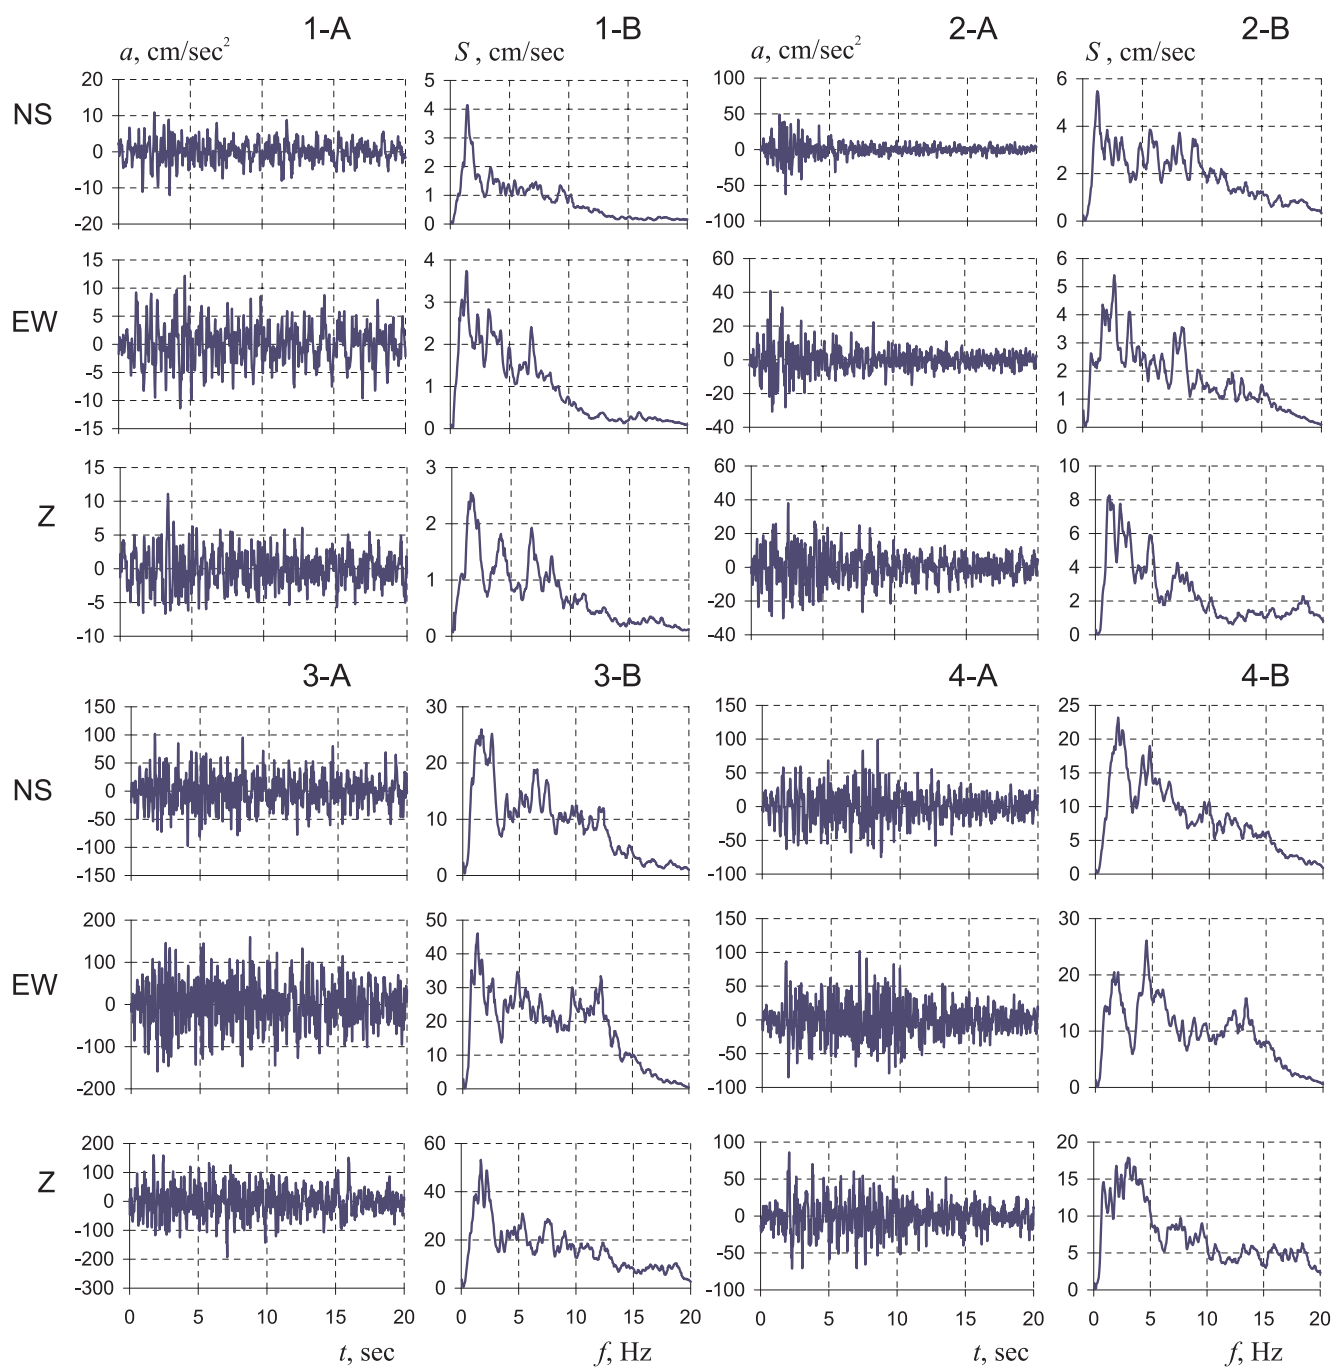 1-A 1-B 2-A 2-B
a, cm/sec² S , cm/sec a, cm/sec² S , cm/sec
NS
20 10 0 -10 -20
5 4 3 2 1 0
100 50 0 -50 -100
6 4 2 0
EW
15 10 5 0 -5 -10 -15
4 3 2 1 0
60 40 20 0 -20 -40
6 5 4 3 2 1 0
Z
15 10 5 0 -5 -10
3 2 1 0
60 40 20 0 -20 -40
10 8 6 4 2 0
3-A 3-B 4-A 4-B
NS
150 100 50 0 -50 -100 -150
30 20 10 0
150 100 50 0 -50 -100
25 20 15 10 5 0
EW
200 100 0 -100 -200
50 40 30 20 10 0
150 100 50 0 -50 -100
30 20 10 0
Z
200 100 0 -100 -200 -300
60 40 20 0
100 50 0 -50 -100
20 15 10 5 0
0 5 10 15 20 0 5 10 15 20 0 5 10 15 20 0 5 10 15 20
t, sec f, Hz t, sec f, Hz